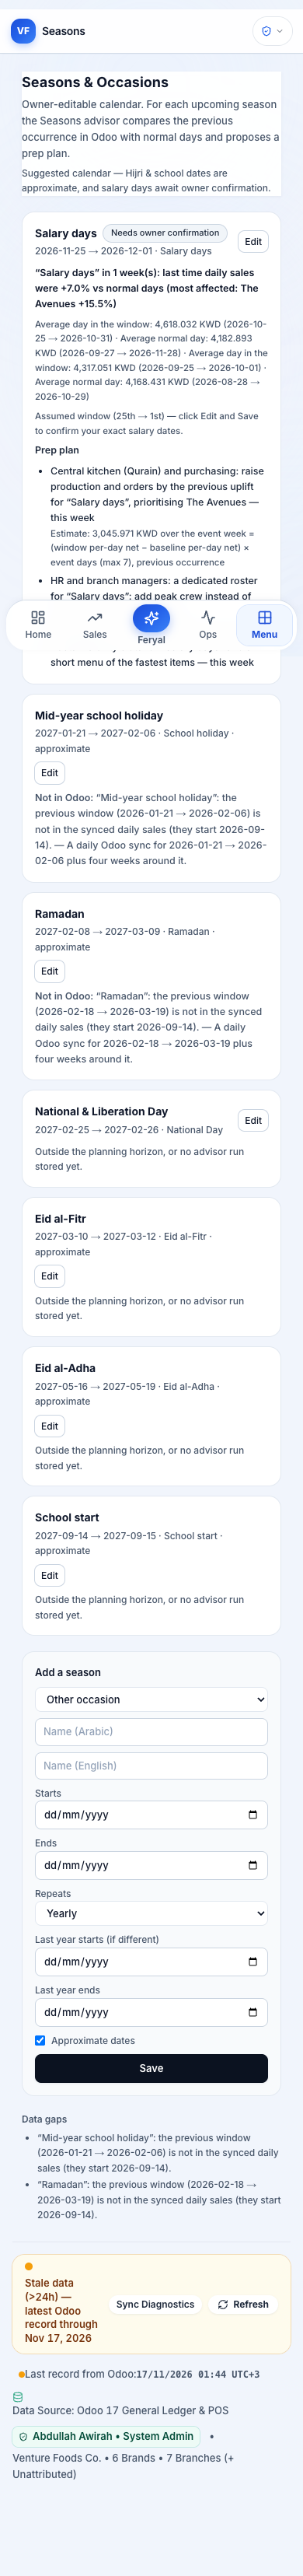 VF Seasons
Seasons & Occasions
Owner-editable calendar. For each upcoming season
the Seasons advisor compares the previous
occurrence in Odoo with normal days and proposes a
prep plan.
Suggested calendar — Hijri & school dates are
approximate, and salary days await owner confirmation.
Salary days Needs owner confirmation
2026-11-25 → 2026-12-01 · Salary days
Edit
“Salary days” in 1 week(s): last time daily sales
were +7.0% vs normal days (most affected: The
Avenues +15.5%)
Average day in the window: 4,618.032 KWD (2026-10-
25 → 2026-10-31) · Average normal day: 4,182.893
KWD (2026-09-27 → 2026-11-28) · Average day in the
window: 4,317.051 KWD (2026-09-25 → 2026-10-01) ·
Average normal day: 4,168.431 KWD (2026-08-28 →
2026-10-29)
Assumed window (25th → 1st) — click Edit and Save
to confirm your exact salary dates.
Prep plan
• Central kitchen (Qurain) and purchasing: raise
production and orders by the previous uplift
for “Salary days”, prioritising The Avenues —
this week
Estimate: 3,045.971 KWD over the event week =
(window per-day net − baseline per-day net) ×
event days (max 7), previous occurrence
• HR and branch managers: a dedicated roster
for “Salary days”: add peak crew instead of
Home
Sales
Feryal
Ops
Menu
short menu of the fastest items — this week
Mid-year school holiday
2027-01-21 → 2027-02-06 · School holiday ·
approximate
Edit
Not in Odoo: “Mid-year school holiday”: the
previous window (2026-01-21 → 2026-02-06) is
not in the synced daily sales (they start 2026-09-
14). — A daily Odoo sync for 2026-01-21 → 2026-
02-06 plus four weeks around it.
Ramadan
2027-02-08 → 2027-03-09 · Ramadan ·
approximate
Edit
Not in Odoo: “Ramadan”: the previous window
(2026-02-18 → 2026-03-19) is not in the synced
daily sales (they start 2026-09-14). — A daily
Odoo sync for 2026-02-18 → 2026-03-19 plus
four weeks around it.
National & Liberation Day
2027-02-25 → 2027-02-26 · National Day
Edit
Outside the planning horizon, or no advisor run
stored yet.
Eid al-Fitr
2027-03-10 → 2027-03-12 · Eid al-Fitr ·
approximate
Edit
Outside the planning horizon, or no advisor run
stored yet.
Eid al-Adha
2027-05-16 → 2027-05-19 · Eid al-Adha ·
approximate
Edit
Outside the planning horizon, or no advisor run
stored yet.
School start
2027-09-14 → 2027-09-15 · School start ·
approximate
Edit
Outside the planning horizon, or no advisor run
stored yet.
Add a season
Other occasion
Name (Arabic)
Name (English)
Starts
dd/mm/yyyy
Ends
dd/mm/yyyy
Repeats
Yearly
Last year starts (if different)
dd/mm/yyyy
Last year ends
dd/mm/yyyy
Approximate dates
Save
Data gaps
• “Mid-year school holiday”: the previous window
(2026-01-21 → 2026-02-06) is not in the synced daily
sales (they start 2026-09-14).
• “Ramadan”: the previous window (2026-02-18 →
2026-03-19) is not in the synced daily sales (they start
2026-09-14).
Stale data
(>24h) —
latest Odoo
record through
Nov 17, 2026
Sync Diagnostics
Refresh
Last record from Odoo:17/11/2026 01:44 UTC+3
Data Source: Odoo 17 General Ledger & POS
Abdullah Awirah • System Admin •
Venture Foods Co. • 6 Brands • 7 Branches (+
Unattributed)